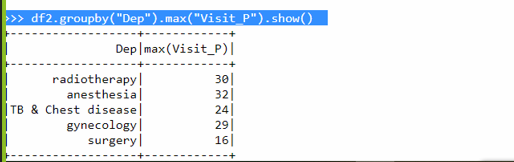 >>> df2.groupby("Dep").max("Visit_P").show()
+----------------+------------+
| Dep|max(Visit_P)|
+----------------+------------+
| radiotherapy| 30|
| anesthesia| 32|
|TB & Chest disease| 24|
| gynecology| 29|
| surgery| 16|
+----------------+------------+